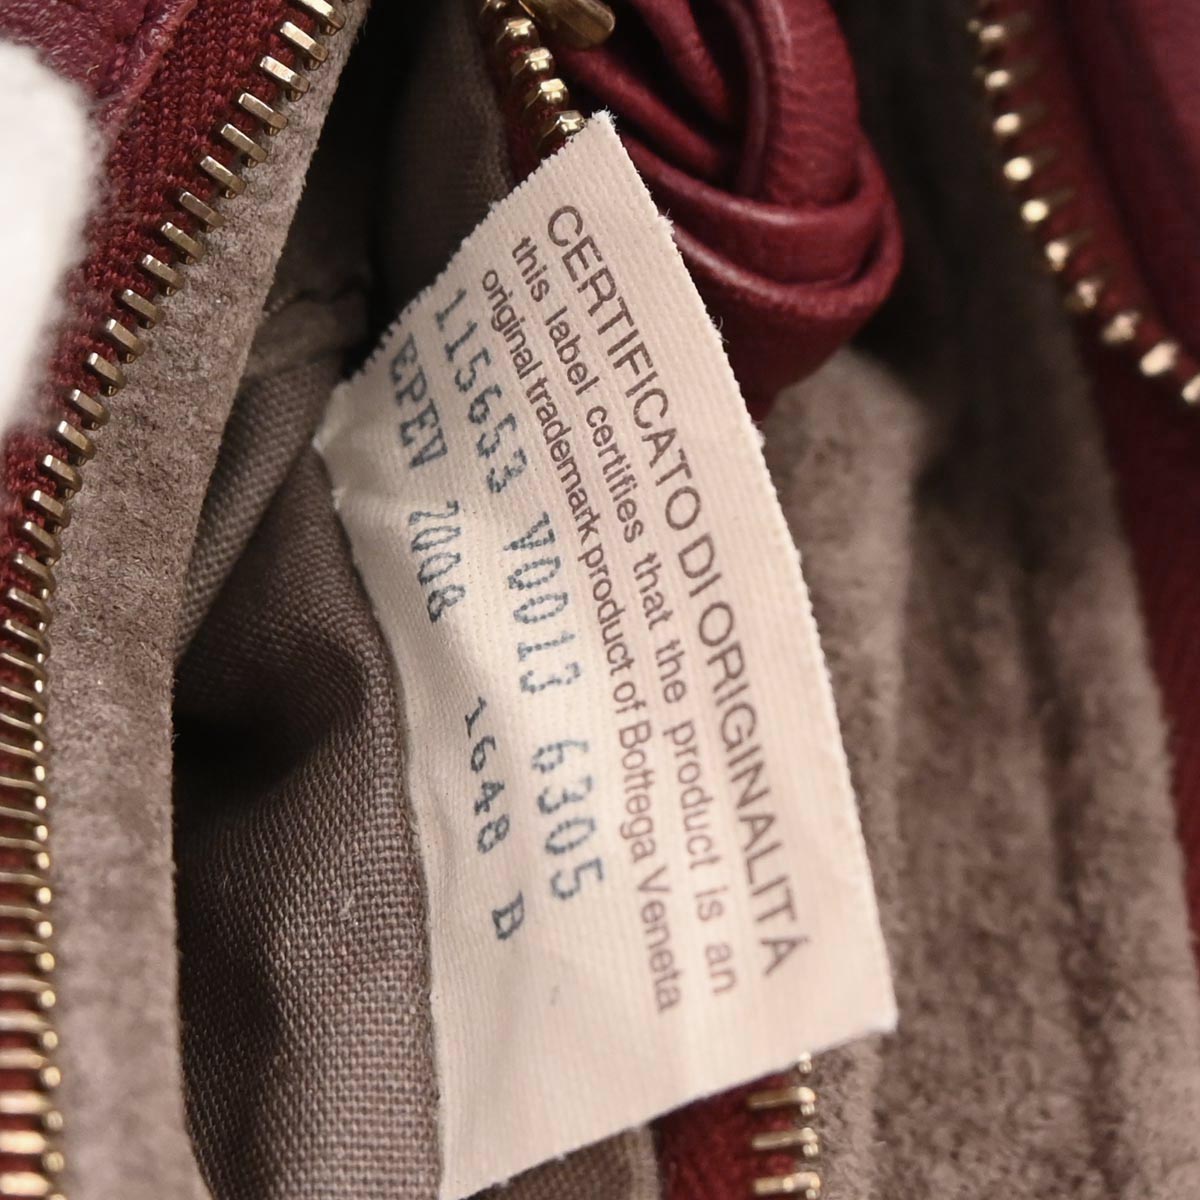 CERTIFICATO DI ORIGINALITÁ
this label certifies that the product is an
original trademark product of Bottega Veneta
115653 V0013 6305
EPEV 2008 1648 B